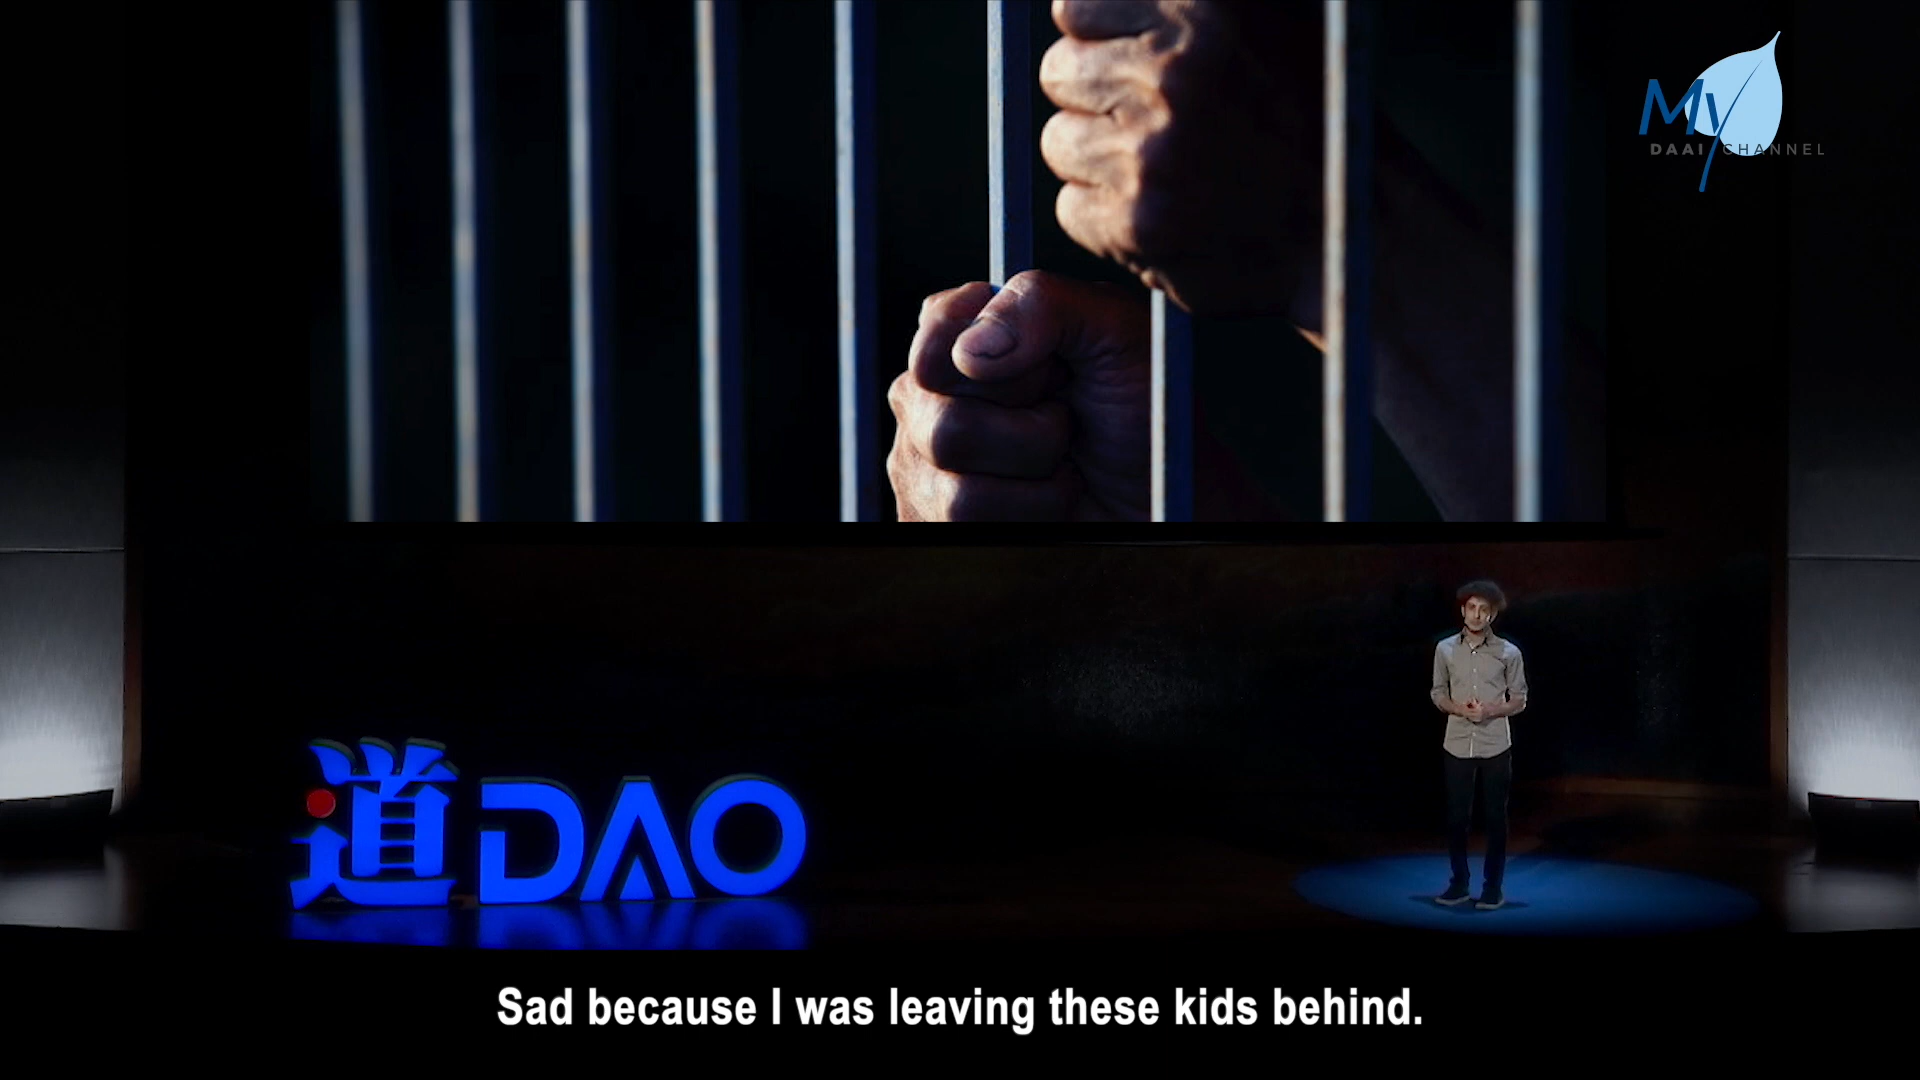 My
DAAI CHANNEL
道DAO
Sad because I was leaving these kids behind.